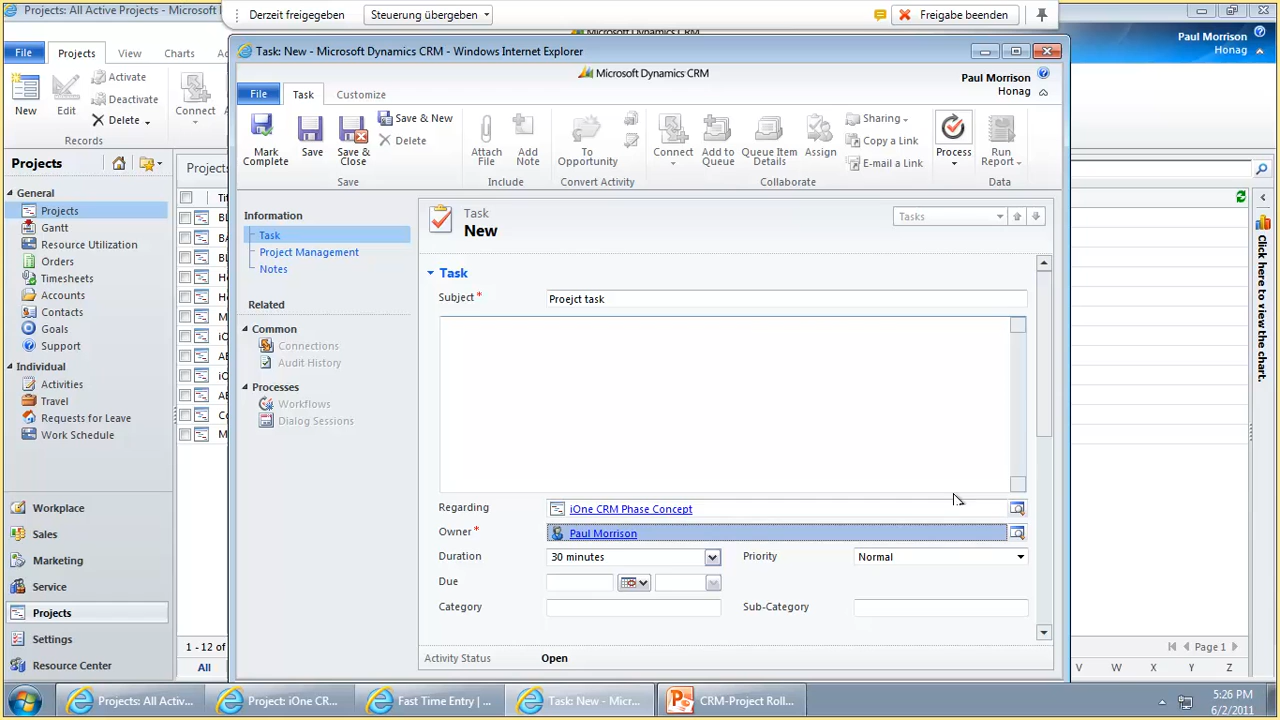 Projects: All Active Projects - Microsoft
Derzeit freigegeben
Steuerung übergeben
Freigabe beenden
Task: New - Microsoft Dynamics CRM - Windows Internet Explorer
Paul Morrison
Honag
File
Projects
View
Charts
New
Edit
Activate
Deactivate
Delete
Connect
Records
Microsoft Dynamics CRM
Paul Morrison
Honag
File
Task
Customize
Mark Complete
Save
Save & Close
Save & New
Delete
Save
Attach File
Add Note
Include
To Opportunity
Convert Activity
Connect
Add to Queue
Queue Item Details
Assign
Sharing
Copy a Link
E-mail a Link
Collaborate
Process
Run Report
Data
Projects
General
Projects
Gantt
Resource Utilization
Orders
Timesheets
Accounts
Contacts
Goals
Support
Individual
Activities
Travel
Requests for Leave
Work Schedule
Workplace
Sales
Marketing
Service
Projects
Settings
Resource Center
Projects
1 - 12 of
All
Information
Task
Project Management
Notes
Related
Common
Connections
Audit History
Processes
Workflows
Dialog Sessions
Task
New
Tasks
Task
Subject *
Proejct task
Regarding
iOne CRM Phase Concept
Owner *
Paul Morrison
Duration
30 minutes
Priority
Normal
Due
Category
Sub-Category
Activity Status
Open
Click here to view the chart.
Page 1
V W X Y Z
Projects: All Activ...
Project: iOne CR...
Fast Time Entry | ...
Task: New - Micr...
CRM-Project Roll...
5:26 PM
6/2/2011